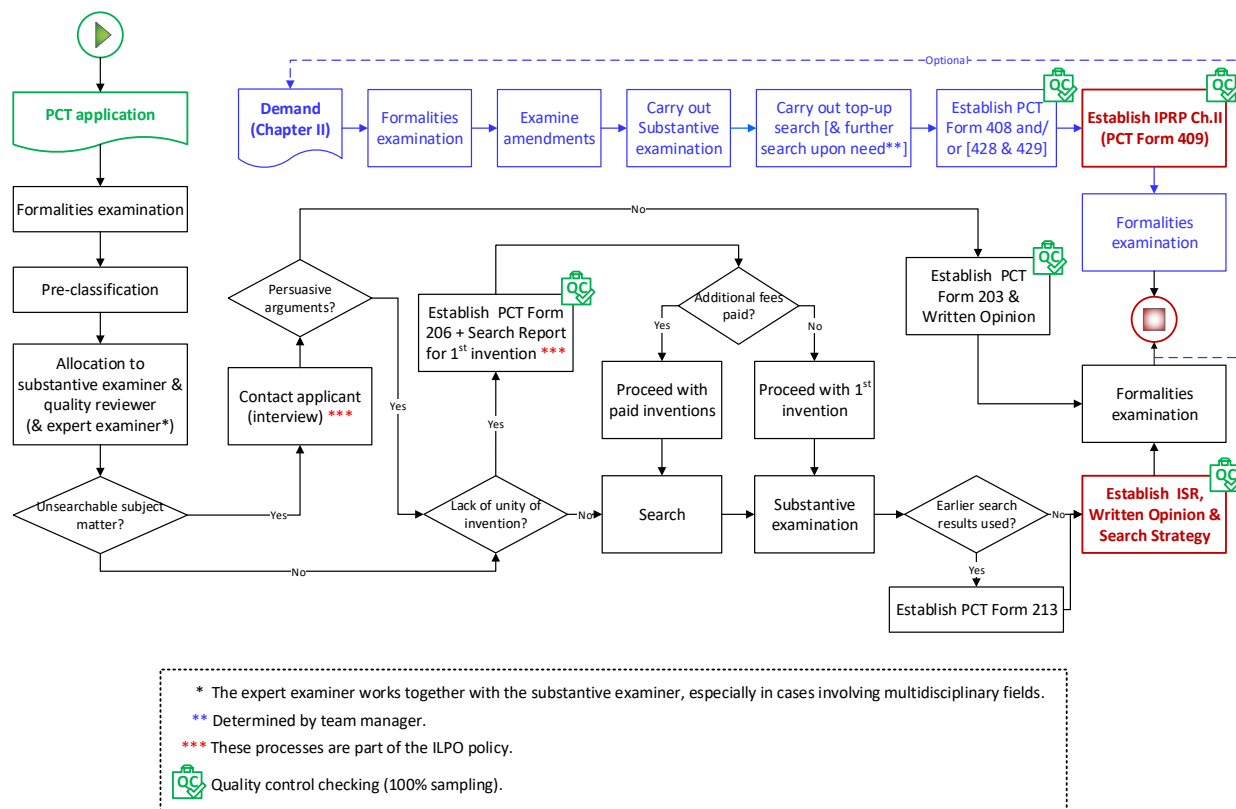 Optional
PCT application
Demand
(Chapter II)
Formalities
examination
Examine
amendments
Carry out
Substantive
examination
Carry out top-up
search [& further
search upon need**]
Establish PCT
Form 408 and/
or [428 & 429]
QC
Establish IPRP Ch.II
(PCT Form 409)
QC
Formalities
examination
Formalities examination
Pre-classification
Allocation to
substantive examiner &
quality reviewer
(& expert examiner*)
Unsearchable subject
matter?
Yes
No
Contact applicant
(interview) ***
Persuasive
arguments?
No
Yes
Establish PCT Form
206 + Search Report
for 1st invention ***
QC
Yes
Lack of unity of
invention?
No
Additional fees
paid?
Yes
No
Proceed with
paid inventions
Proceed with 1st
invention
Search
Substantive
examination
Earlier search
results used?
No
Yes
Establish PCT Form 213
Establish PCT
Form 203 &
Written Opinion
QC
Formalities
examination
Establish ISR,
Written Opinion &
Search Strategy
QC
* The expert examiner works together with the substantive examiner, especially in cases involving multidisciplinary fields.
** Determined by team manager.
*** These processes are part of the ILPO policy.
QC Quality control checking (100% sampling).